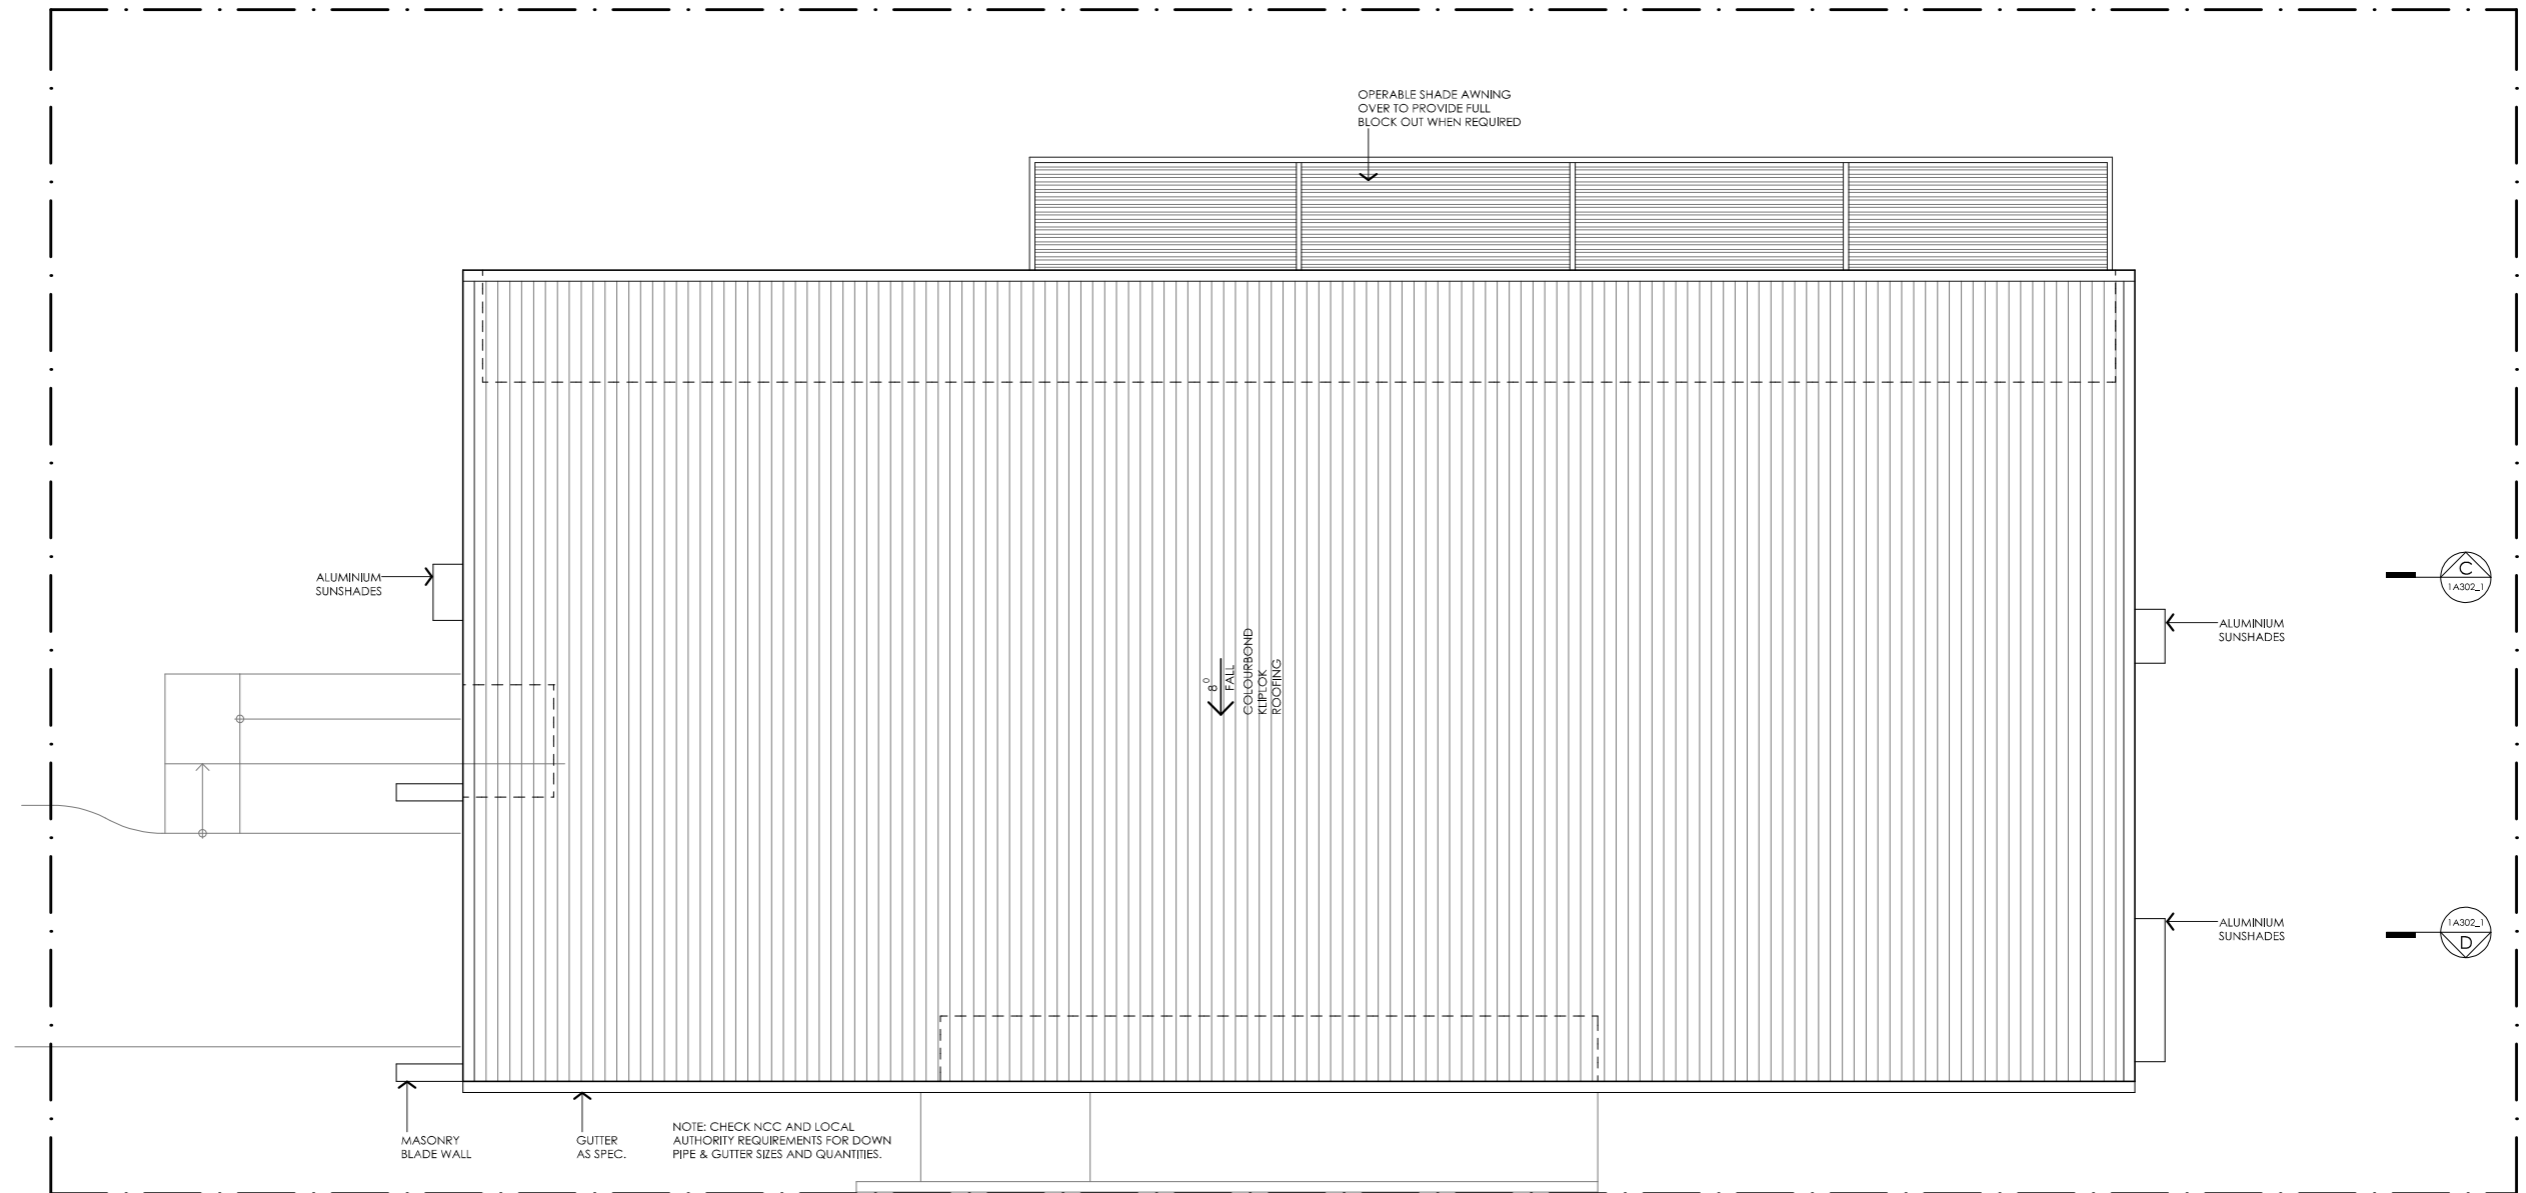 OPERABLE SHADE AWNING
OVER TO PROVIDE FULL
BLOCK OUT WHEN REQUIRED
ALUMINIUM
SUNSHADES
C
1A302_1
ALUMINIUM
SUNSHADES
8°
FALL
COLOURBOND
KLIPLOK
ROOFING
ALUMINIUM
SUNSHADES
1A302_1
D
MASONRY
BLADE WALL
GUTTER
AS SPEC.
NOTE: CHECK NCC AND LOCAL
AUTHORITY REQUIREMENTS FOR DOWN
PIPE & GUTTER SIZES AND QUANTITIES.